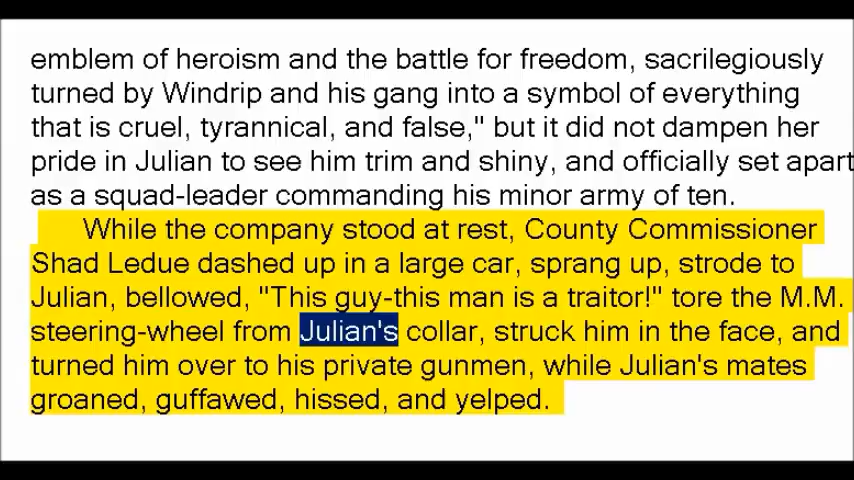 emblem of heroism and the battle for freedom, sacrilegiously
turned by Windrip and his gang into a symbol of everything
that is cruel, tyrannical, and false," but it did not dampen her
pride in Julian to see him trim and shiny, and officially set apart
as a squad-leader commanding his minor army of ten.
While the company stood at rest, County Commissioner
Shad Ledue dashed up in a large car, sprang up, strode to
Julian, bellowed, "This guy-this man is a traitor!" tore the M.M.
steering-wheel from Julian's collar, struck him in the face, and
turned him over to his private gunmen, while Julian's mates
groaned, guffawed, hissed, and yelped.